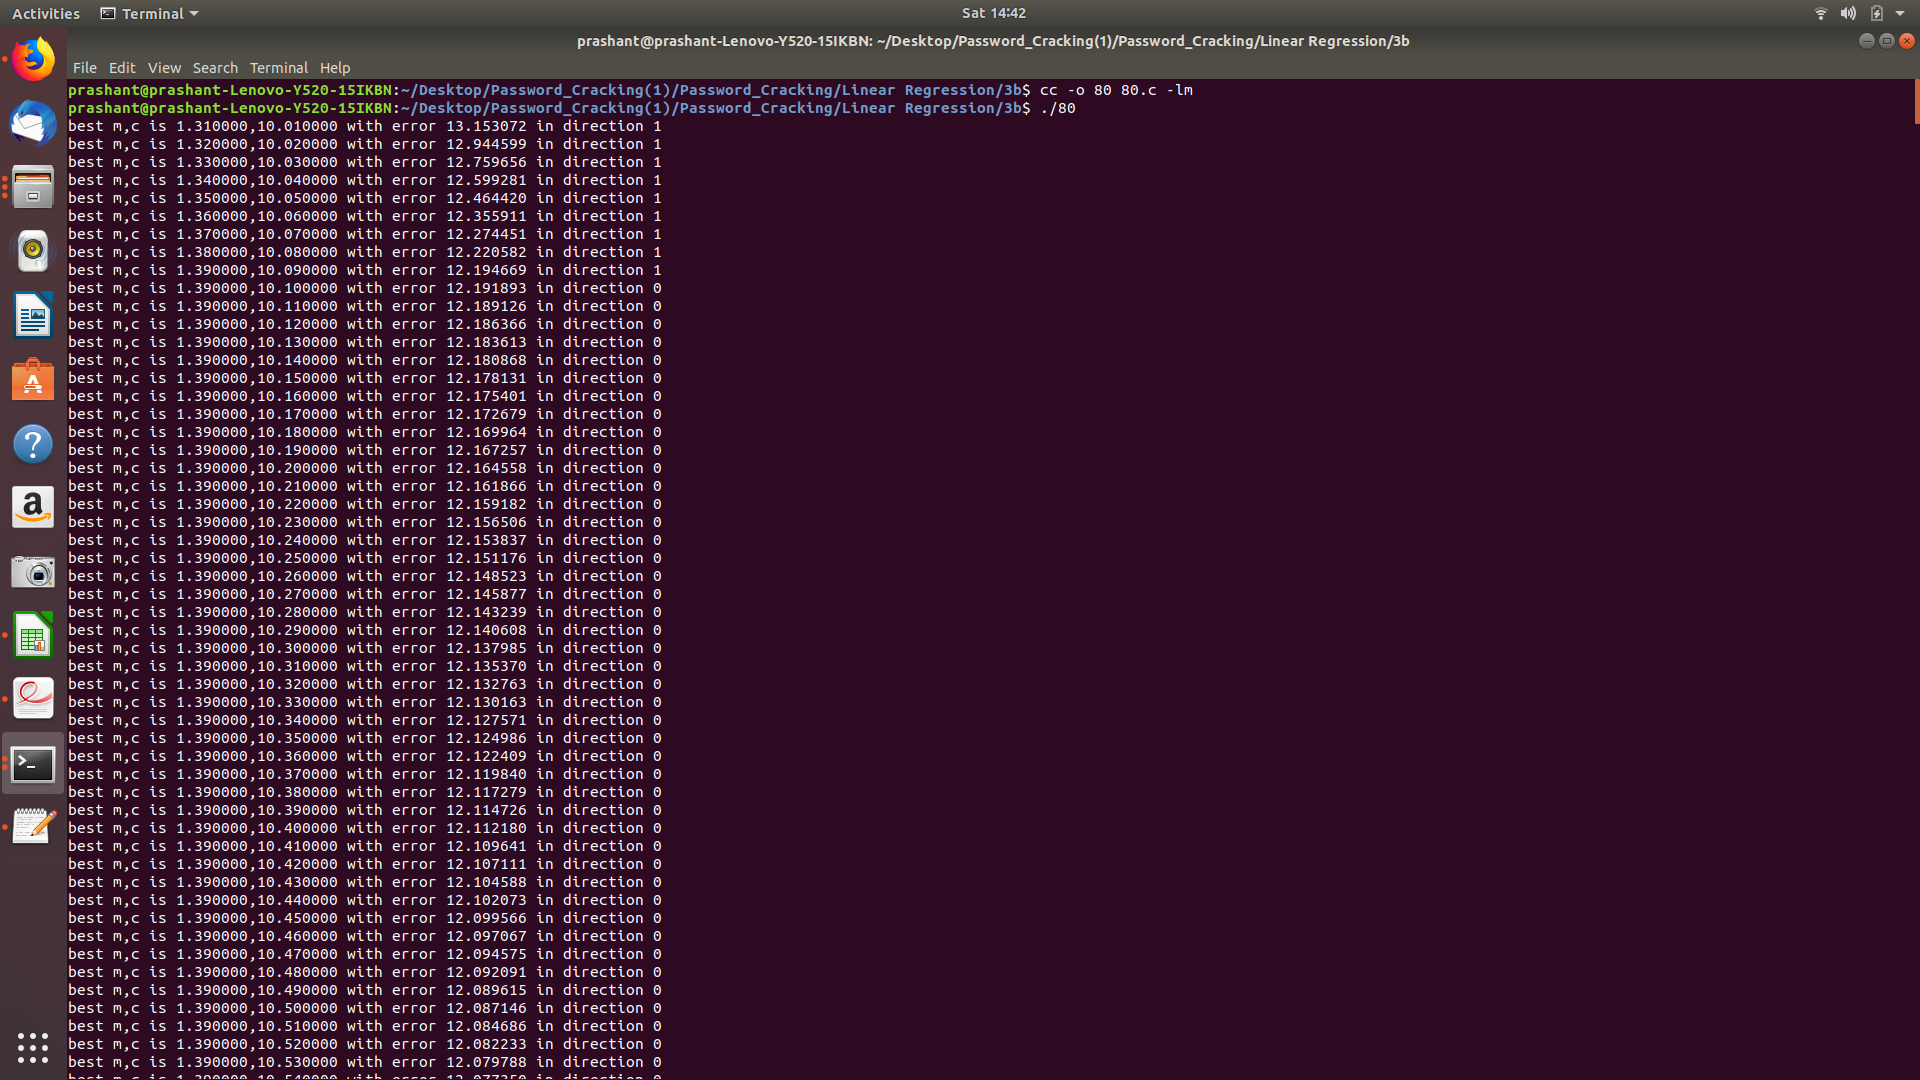 Activities Terminal Sat 14:42
prashant@prashant-Lenovo-Y520-15IKBN: ~/Desktop/Password_Cracking(1)/Password_Cracking/Linear Regression/3b
File Edit View Search Terminal Help
prashant@prashant-Lenovo-Y520-15IKBN:~/Desktop/Password_Cracking(1)/Password_Cracking/Linear Regression/3b$ cc -o 80 80.c -lm
prashant@prashant-Lenovo-Y520-15IKBN:~/Desktop/Password_Cracking(1)/Password_Cracking/Linear Regression/3b$ ./80
best m,c is 1.310000,10.010000 with error 13.153072 in direction 1
best m,c is 1.320000,10.020000 with error 12.944599 in direction 1
best m,c is 1.330000,10.030000 with error 12.759656 in direction 1
best m,c is 1.340000,10.040000 with error 12.599281 in direction 1
best m,c is 1.350000,10.050000 with error 12.464420 in direction 1
best m,c is 1.360000,10.060000 with error 12.355911 in direction 1
best m,c is 1.370000,10.070000 with error 12.274451 in direction 1
best m,c is 1.380000,10.080000 with error 12.220582 in direction 1
best m,c is 1.390000,10.090000 with error 12.194669 in direction 1
best m,c is 1.390000,10.100000 with error 12.191893 in direction 0
best m,c is 1.390000,10.110000 with error 12.189126 in direction 0
best m,c is 1.390000,10.120000 with error 12.186366 in direction 0
best m,c is 1.390000,10.130000 with error 12.183613 in direction 0
best m,c is 1.390000,10.140000 with error 12.180868 in direction 0
best m,c is 1.390000,10.150000 with error 12.178131 in direction 0
best m,c is 1.390000,10.160000 with error 12.175401 in direction 0
best m,c is 1.390000,10.170000 with error 12.172679 in direction 0
best m,c is 1.390000,10.180000 with error 12.169964 in direction 0
best m,c is 1.390000,10.190000 with error 12.167257 in direction 0
best m,c is 1.390000,10.200000 with error 12.164558 in direction 0
best m,c is 1.390000,10.210000 with error 12.161866 in direction 0
best m,c is 1.390000,10.220000 with error 12.159182 in direction 0
best m,c is 1.390000,10.230000 with error 12.156506 in direction 0
best m,c is 1.390000,10.240000 with error 12.153837 in direction 0
best m,c is 1.390000,10.250000 with error 12.151176 in direction 0
best m,c is 1.390000,10.260000 with error 12.148523 in direction 0
best m,c is 1.390000,10.270000 with error 12.145877 in direction 0
best m,c is 1.390000,10.280000 with error 12.143239 in direction 0
best m,c is 1.390000,10.290000 with error 12.140608 in direction 0
best m,c is 1.390000,10.300000 with error 12.137985 in direction 0
best m,c is 1.390000,10.310000 with error 12.135370 in direction 0
best m,c is 1.390000,10.320000 with error 12.132763 in direction 0
best m,c is 1.390000,10.330000 with error 12.130163 in direction 0
best m,c is 1.390000,10.340000 with error 12.127571 in direction 0
best m,c is 1.390000,10.350000 with error 12.124986 in direction 0
best m,c is 1.390000,10.360000 with error 12.122409 in direction 0
best m,c is 1.390000,10.370000 with error 12.119840 in direction 0
best m,c is 1.390000,10.380000 with error 12.117279 in direction 0
best m,c is 1.390000,10.390000 with error 12.114726 in direction 0
best m,c is 1.390000,10.400000 with error 12.112180 in direction 0
best m,c is 1.390000,10.410000 with error 12.109641 in direction 0
best m,c is 1.390000,10.420000 with error 12.107111 in direction 0
best m,c is 1.390000,10.430000 with error 12.104588 in direction 0
best m,c is 1.390000,10.440000 with error 12.102073 in direction 0
best m,c is 1.390000,10.450000 with error 12.099566 in direction 0
best m,c is 1.390000,10.460000 with error 12.097067 in direction 0
best m,c is 1.390000,10.470000 with error 12.094575 in direction 0
best m,c is 1.390000,10.480000 with error 12.092091 in direction 0
best m,c is 1.390000,10.490000 with error 12.089615 in direction 0
best m,c is 1.390000,10.500000 with error 12.087146 in direction 0
best m,c is 1.390000,10.510000 with error 12.084686 in direction 0
best m,c is 1.390000,10.520000 with error 12.082233 in direction 0
best m,c is 1.390000,10.530000 with error 12.079788 in direction 0